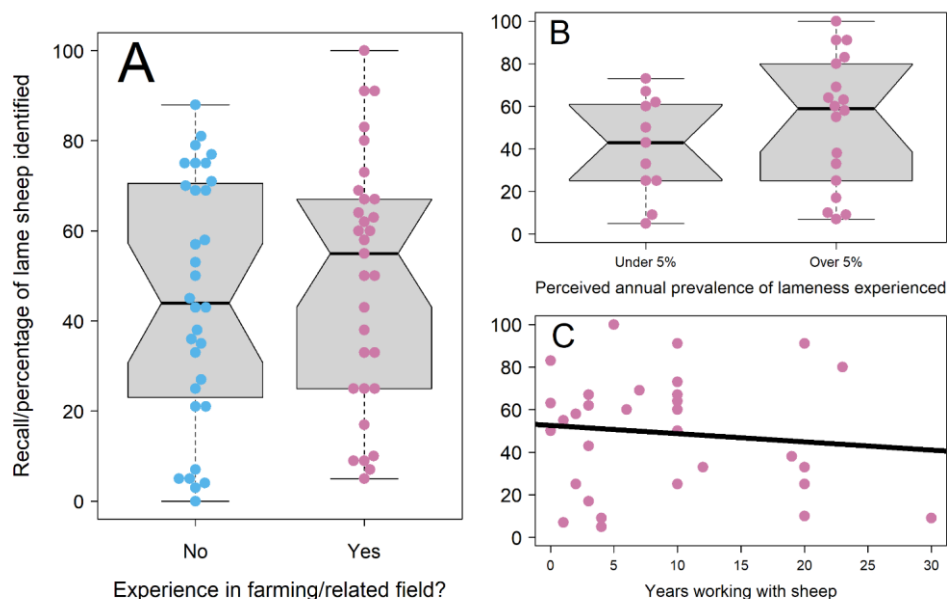 A
Recall/percentage of lame sheep identified
100
80
60
40
20
0
No Yes
Experience in farming/related field?
B
100
80
60
40
20
0
Under 5% Over 5%
Perceived annual prevalence of lameness experienced
C
100
80
60
40
20
0
0 5 10 15 20 25 30
Years working with sheep